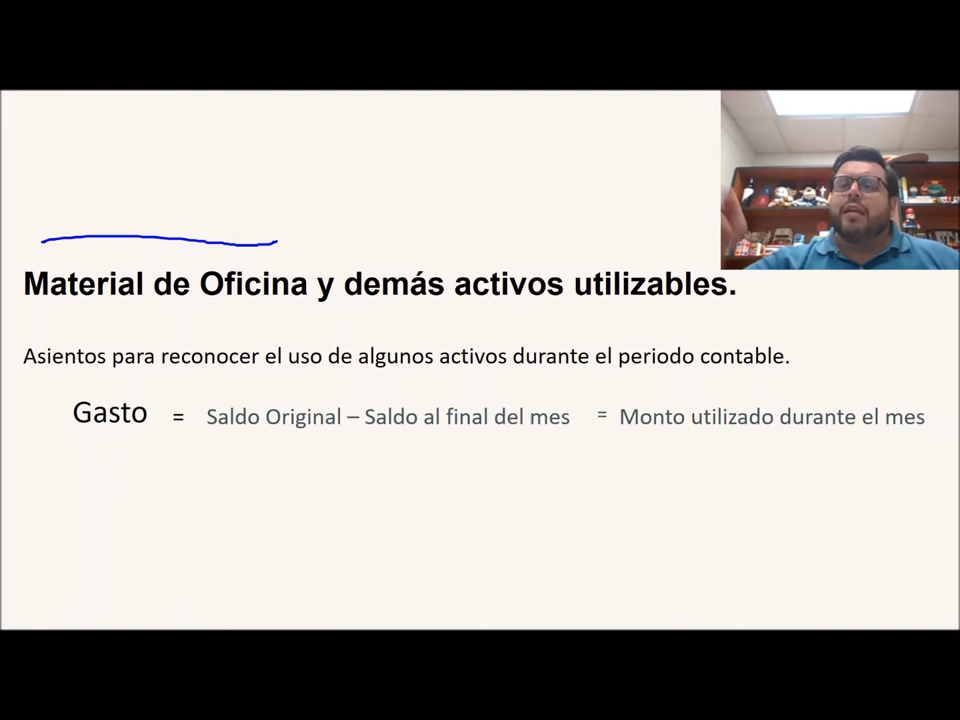 Material de Oficina y demás activos utilizables.
Asientos para reconocer el uso de algunos activos durante el periodo contable.
Gasto = Saldo Original – Saldo al final del mes = Monto utilizado durante el mes